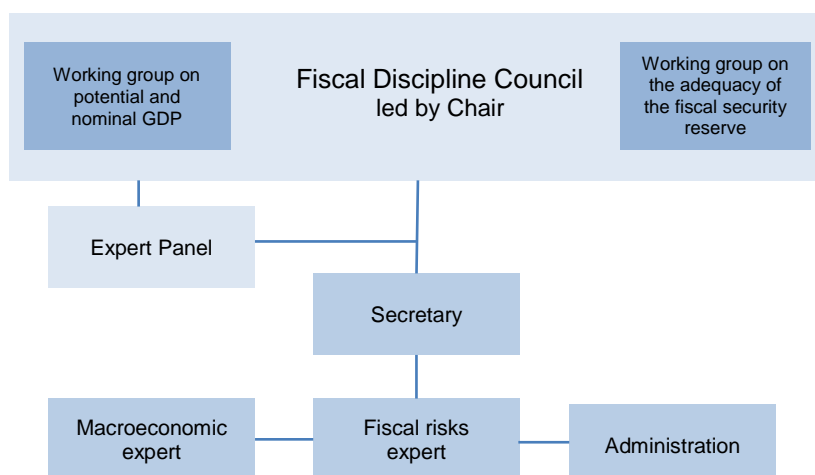 Working group on
potential and
nominal GDP
Fiscal Discipline Council
led by Chair
Working group on
the adequacy of
the fiscal security
reserve
Expert Panel
Secretary
Macroeconomic
expert
Fiscal risks
expert
Administration